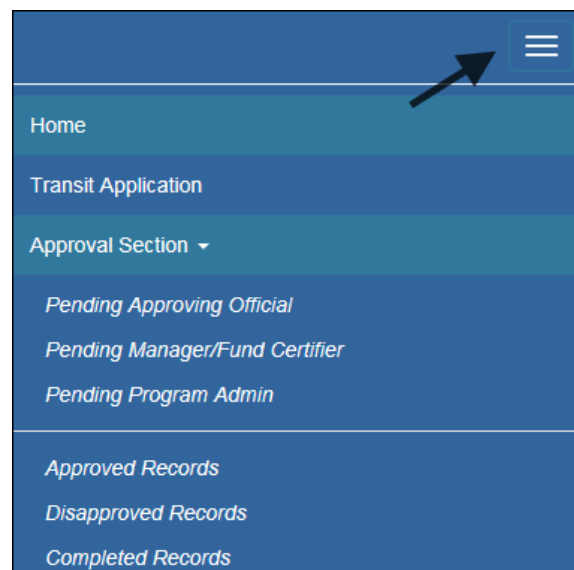 Home
Transit Application
Approval Section
Pending Approving Official
Pending Manager/Fund Certifier
Pending Program Admin
Approved Records
Disapproved Records
Completed Records